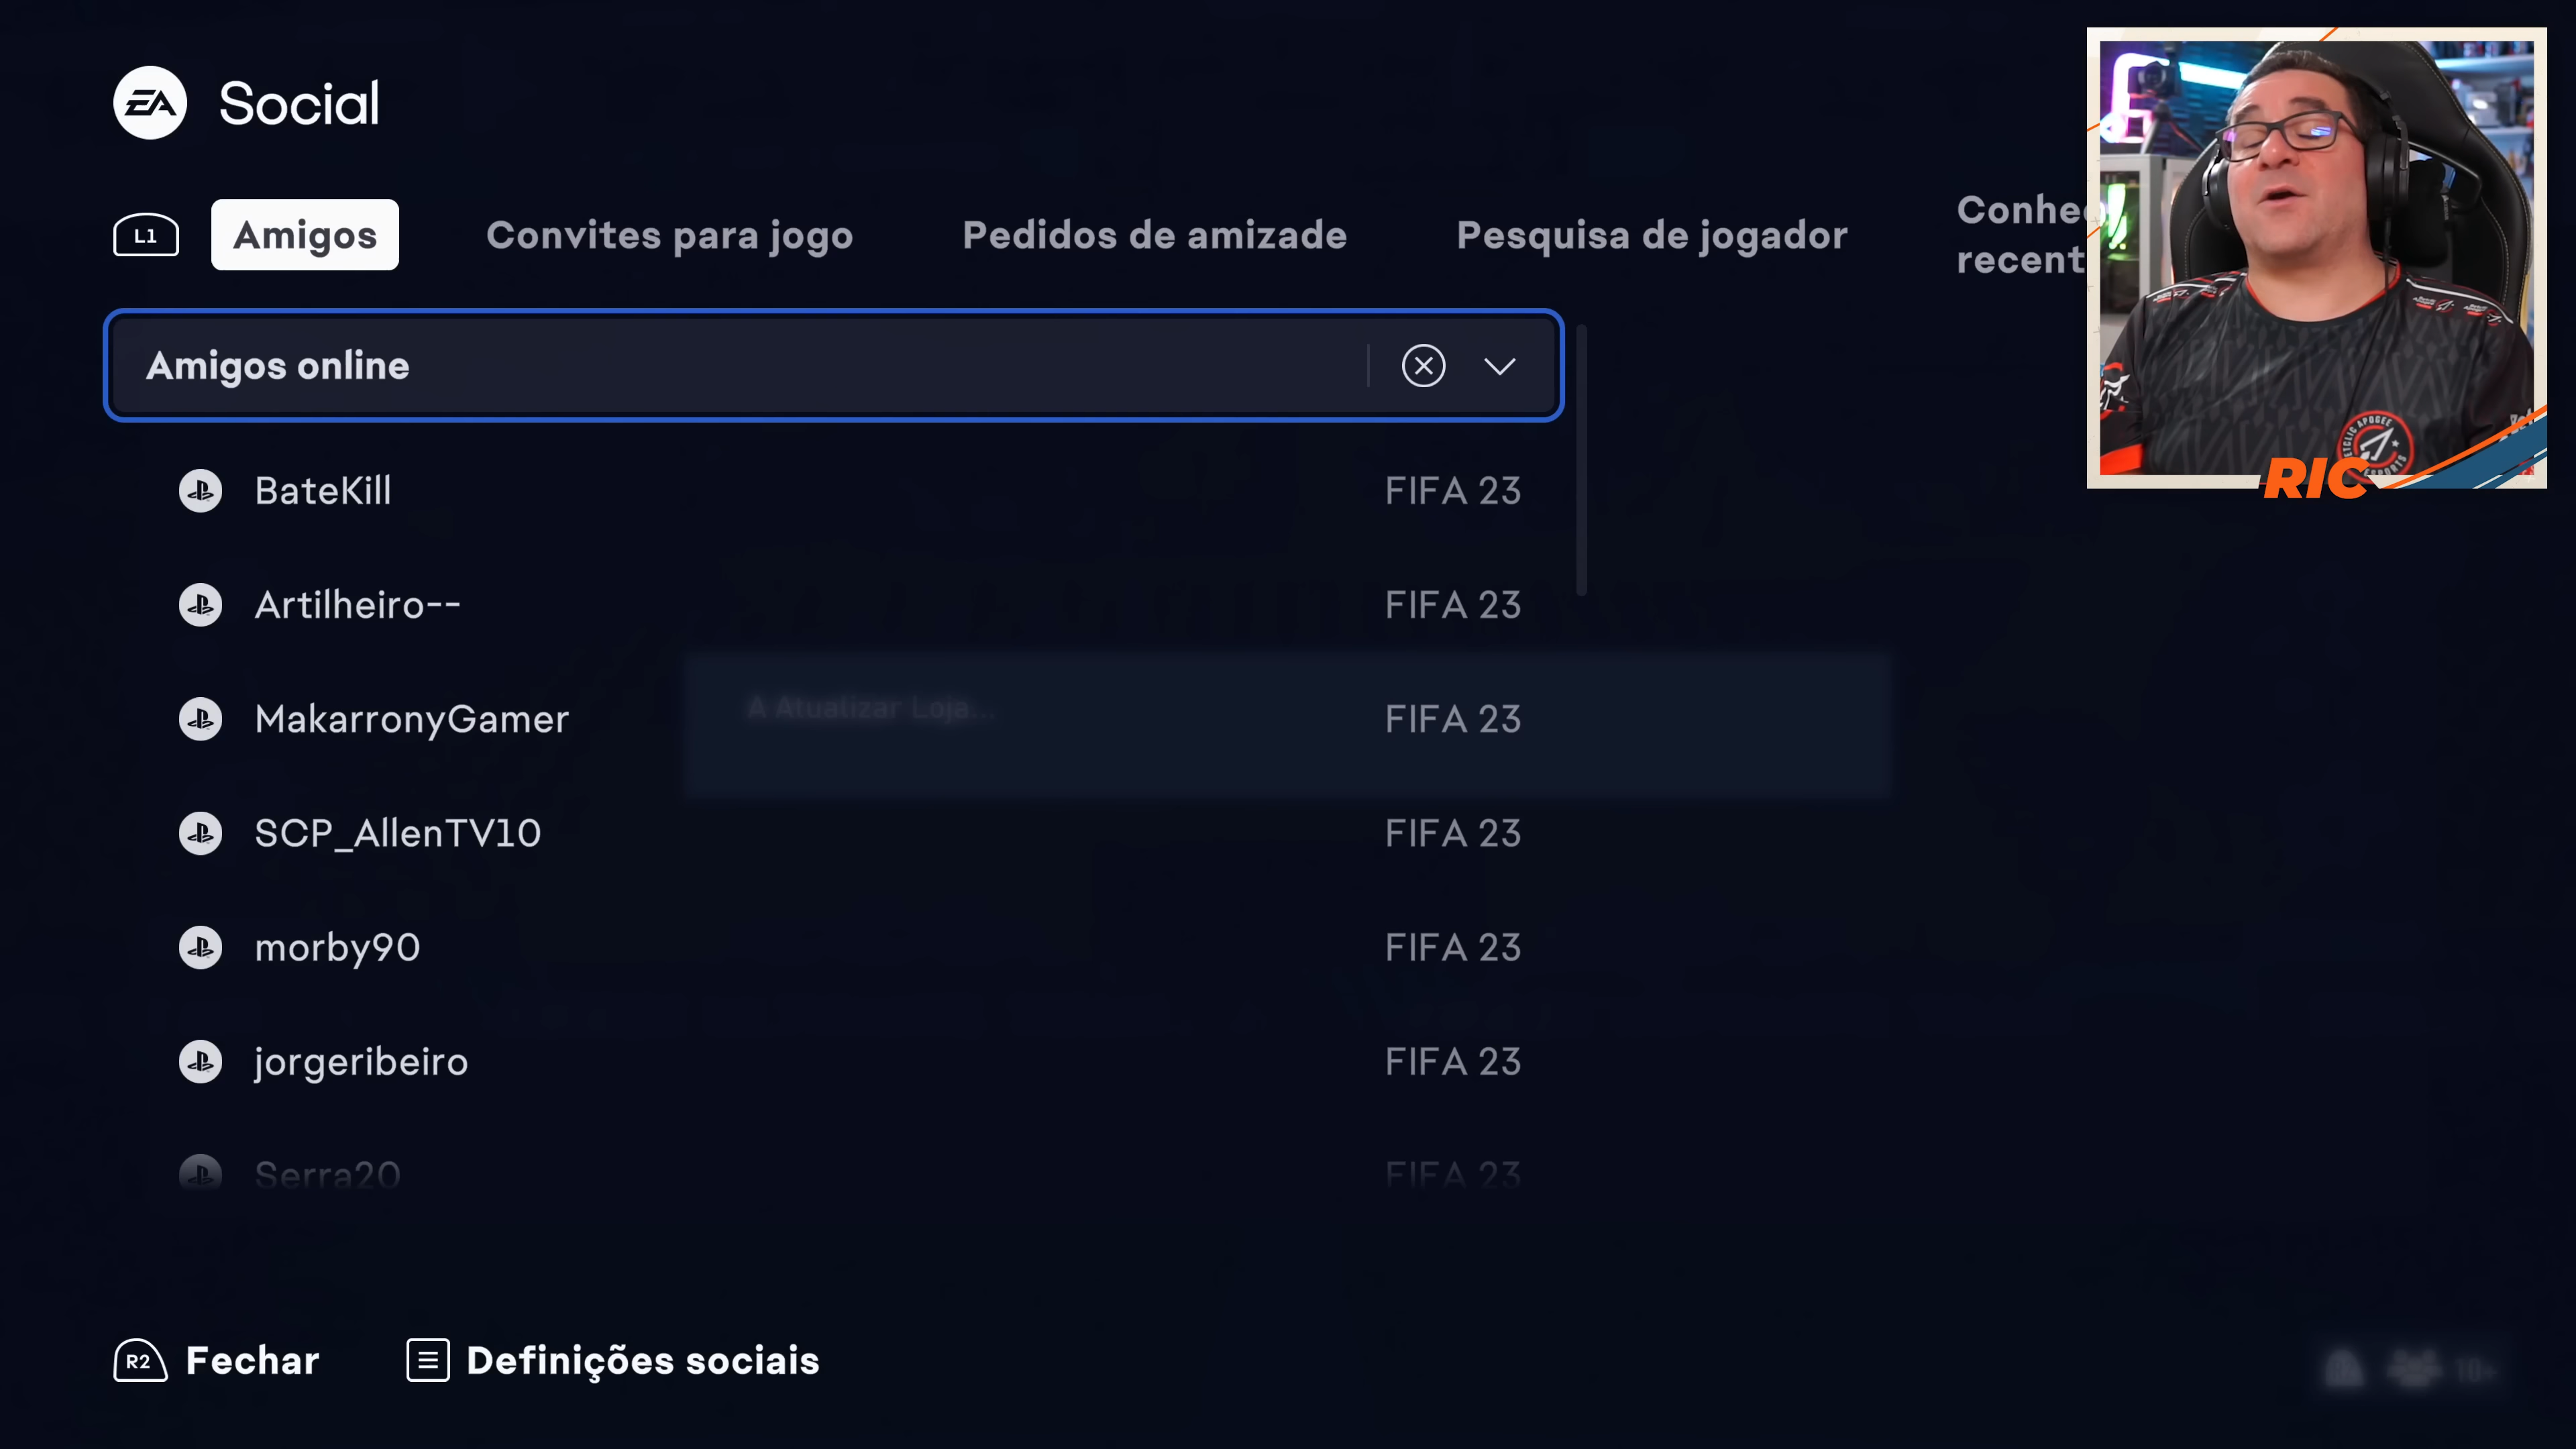 EA Social
L1 Amigos Convites para jogo Pedidos de amizade Pesquisa de jogador
Amigos online
BateKill FIFA 23
Artilheiro-- FIFA 23
MakarronyGamer FIFA 23
A Atualizar Loja...
SCP_AllenTV10 FIFA 23
morby90 FIFA 23
jorgeribeiro FIFA 23
Serra20 FIFA 23
R2 Fechar Definições sociais
RIC